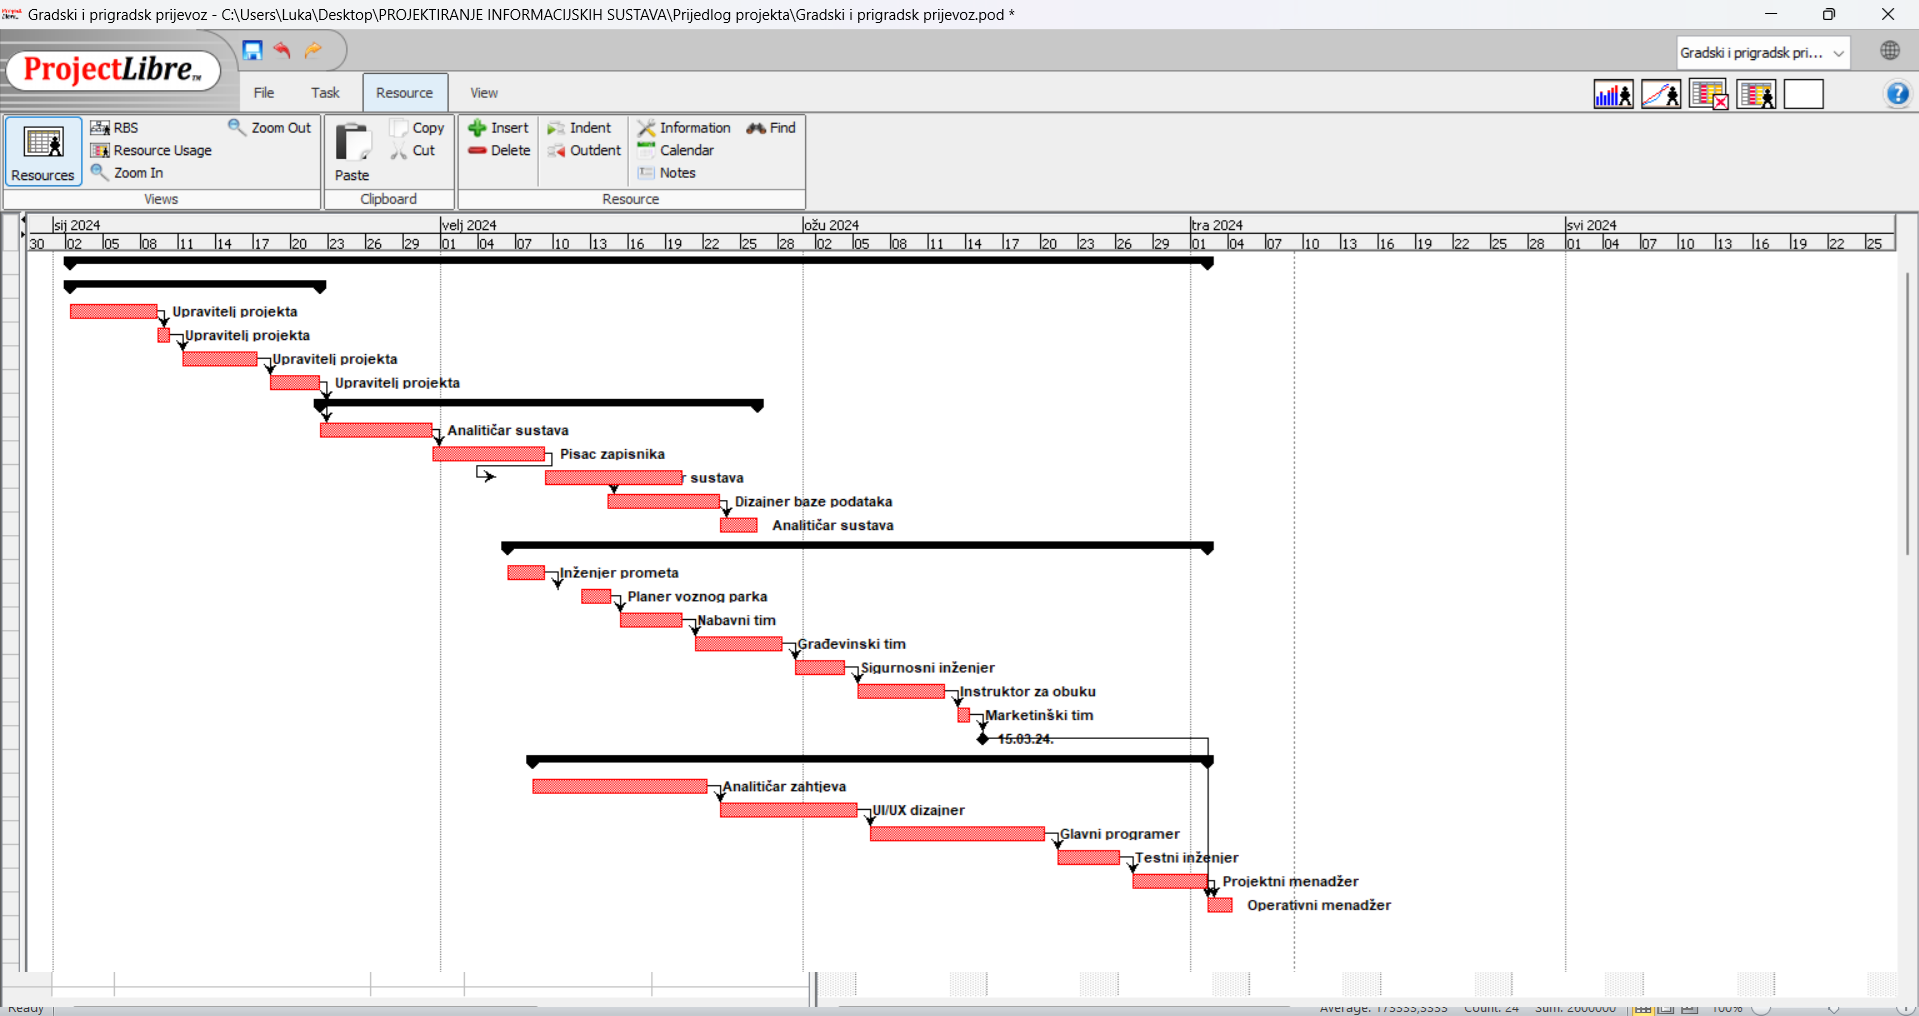 Gradski i prigradsk prijevoz - C:\Users\Luka\Desktop\PROJEKTIRANJE INFORMACIJSKIH SUSTAVA\Prijedlog projekta\Gradski i prigradsk prijevoz.pod *
ProjectLibre TM
Gradski i prigradsk pri...
File Task Resource View
Resources
RBS
Resource Usage
Zoom In
Zoom Out
Views
Paste
Copy
Cut
Clipboard
Insert
Delete
Indent
Outdent
Information
Calendar
Notes
Find
Resource
sij 2024 velj 2024 ožu 2024 tra 2024 svi 2024
30 02 05 08 11 14 17 20 23 26 29 01 04 07 10 13 16 19 22 25 28 02 05 08 11 14 17 20 23 26 29 01 04 07 10 13 16 19 22 25 28 01 04 07 10 13 16 19 22 25
Upravitelj projekta
Upravitelj projekta
Upravitelj projekta
Upravitelj projekta
Analitičar sustava
Pisac zapisnika
r sustava
Dizajner baze podataka
Analitičar sustava
Inženjer prometa
Planer voznog parka
Nabavni tim
Građevinski tim
Sigurnosni inženjer
Instruktor za obuku
Marketinški tim
15.03.24.
Analitičar zahtjeva
UI/UX dizajner
Glavni programer
Testni inženjer
Projektni menadžer
Operativni menadžer
Ready Average: 173333,3333 Count: 24 Sum: 2600000 100%